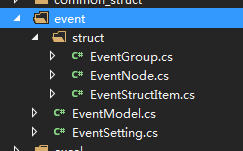 common_struct
event
struct
C# EventGroup.cs
C# EventNode.cs
C# EventStructItem.cs
C# EventModel.cs
C# EventSetting.cs